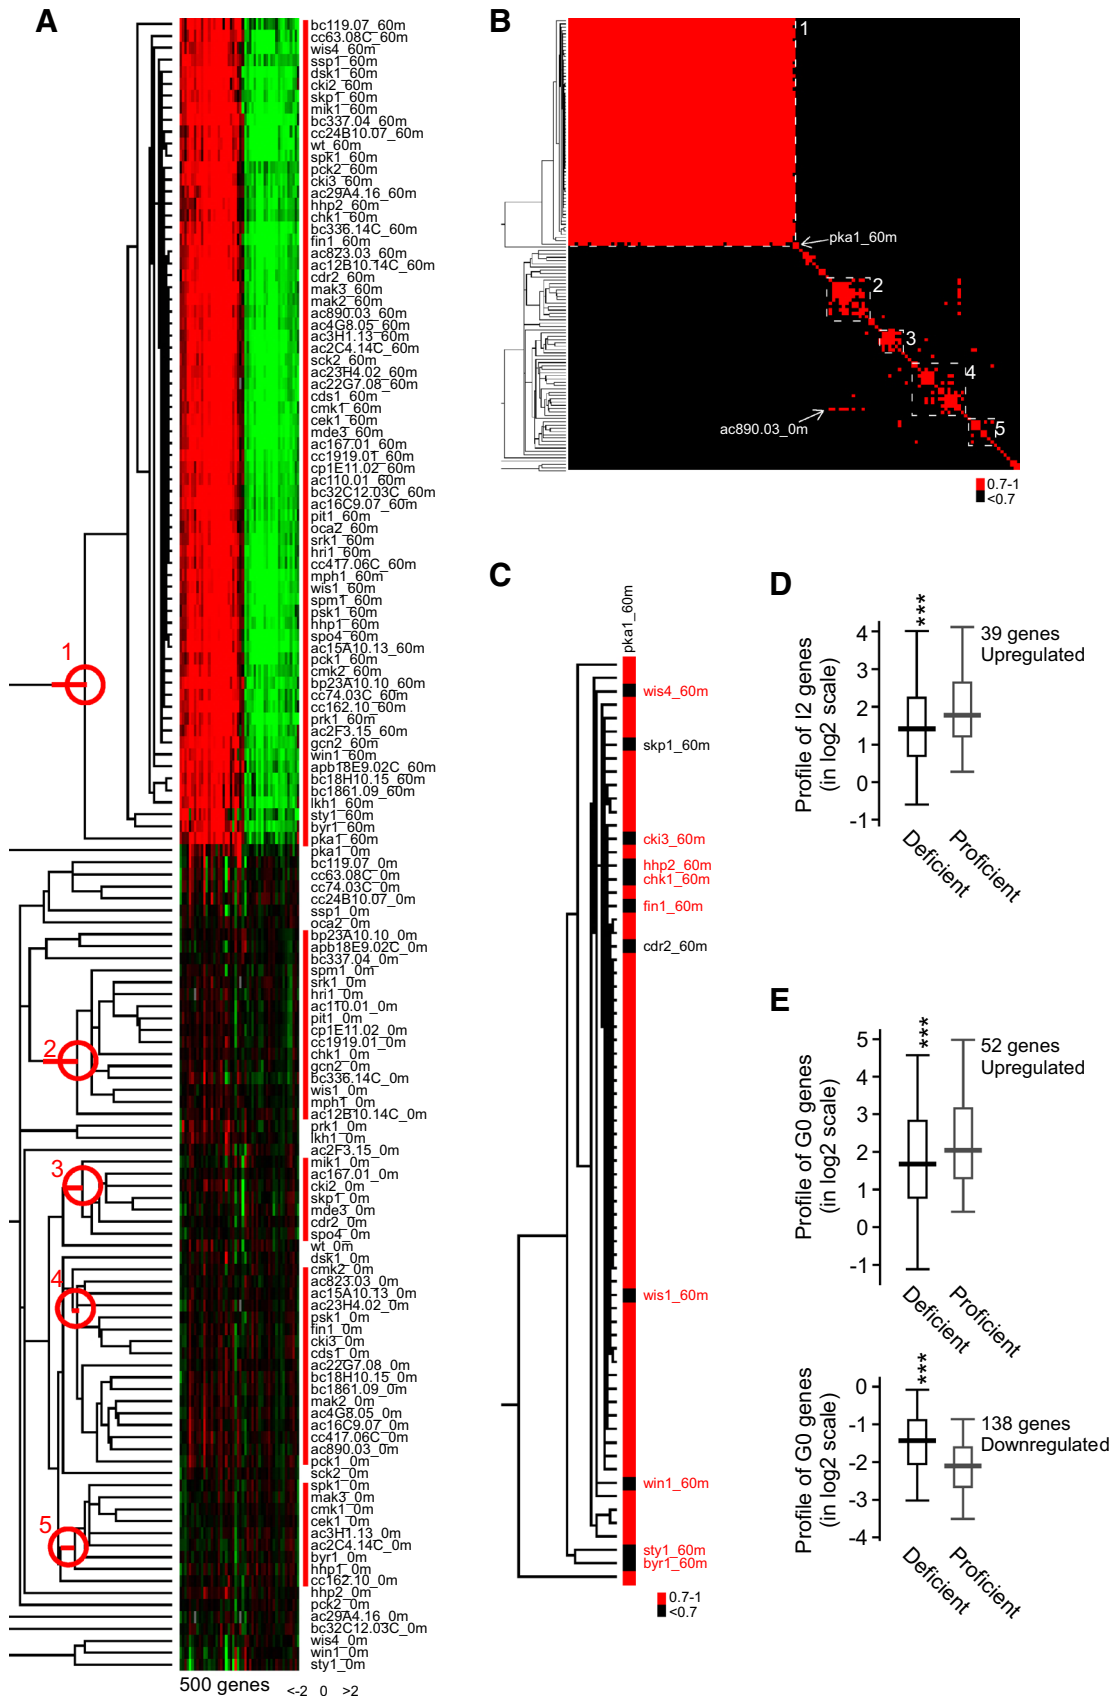 A
bc119.07_60m
cc63.08C_60m
wis4_60m
ssp1_60m
dsk1_60m
cki2_60m
skp1_60m
mik1_60m
bc337.04_60m
cc24B10.07_60m
wt_60m
spk1_60m
pck2_60m
cki3_60m
ac29A4.16_60m
hhp2_60m
chk1_60m
bc336.14C_60m
fin1_60m
ac823.03_60m
ac12B10.14C_60m
cdr2_60m
mak3_60m
mak2_60m
ac890.03_60m
ac4G8.05_60m
ac3H1.13_60m
ac2C4.14C_60m
sck2_60m
ac23H4.02_60m
ac22G7.08_60m
cds1_60m
cmk1_60m
cek1_60m
mde3_60m
ac167.01_60m
cc1919.01_60m
cp1E11.02_60m
ac110.01_60m
bc32C12.03C_60m
ac16C9.07_60m
pit1_60m
oca2_60m
srk1_60m
hri1_60m
cc417.06C_60m
mph1_60m
wis1_60m
spm1_60m
psk1_60m
hhp1_60m
spo4_60m
ac15A10.13_60m
pck1_60m
cmk2_60m
bp23A10.10_60m
cc74.03C_60m
cc162.10_60m
prk1_60m
ac2F3.15_60m
gcn2_60m
win1_60m
apb18E9.02C_60m
bc18H10.15_60m
bc1861.09_60m
lkh1_60m
sty1_60m
byr1_60m
pka1_60m
pka1_0m
bc119.07_0m
cc63.08C_0m
cc74.03C_0m
cc24B10.07_0m
ssp1_0m
oca2_0m
bp23A10.10_0m
apb18E9.02C_0m
bc337.04_0m
spm1_0m
srk1_0m
hri1_0m
ac110.01_0m
pit1_0m
cp1E11.02_0m
cc1919.01_0m
chk1_0m
gcn2_0m
bc336.14C_0m
wis1_0m
mph1_0m
ac12B10.14C_0m
prk1_0m
lkh1_0m
ac2F3.15_0m
mik1_0m
ac167.01_0m
cki2_0m
skp1_0m
mde3_0m
cdr2_0m
spo4_0m
wt_0m
dsk1_0m
cmk2_0m
ac823.03_0m
ac15A10.13_0m
ac23H4.02_0m
psk1_0m
fin1_0m
cki3_0m
cds1_0m
ac22G7.08_0m
bc18H10.15_0m
bc1861.09_0m
mak2_0m
ac4G8.05_0m
ac16C9.07_0m
cc417.06C_0m
ac890.03_0m
pck1_0m
sck2_0m
spk1_0m
mak3_0m
cmk1_0m
cek1_0m
ac3H1.13_0m
ac2C4.14C_0m
byr1_0m
hhp1_0m
cc162.10_0m
hhp2_0m
pck2_0m
ac29A4.16_0m
bc32C12.03C_0m
wis4_0m
win1_0m
sty1_0m
1
2
3
4
5
500 genes
<-2 0 >2
B
1
pka1_60m
2
3
4
ac890.03_0m
5
0.7-1
<0.7
C
pka1_60m
wis4_60m
skp1_60m
cki3_60m
hhp2_60m
chk1_60m
fin1_60m
cdr2_60m
wis1_60m
win1_60m
sty1_60m
byr1_60m
0.7-1
<0.7
D
Profile of I2 genes
(in log2 scale)
4
3
2
1
0
-1
***
39 genes
Upregulated
Deficient
Proficient
E
Profile of G0 genes
(in log2 scale)
5
4
3
2
1
0
-1
***
52 genes
Upregulated
Deficient
Proficient
Profile of G0 genes
(in log2 scale)
0
-1
-2
-3
-4
***
138 genes
Downregulated
Deficient
Proficient